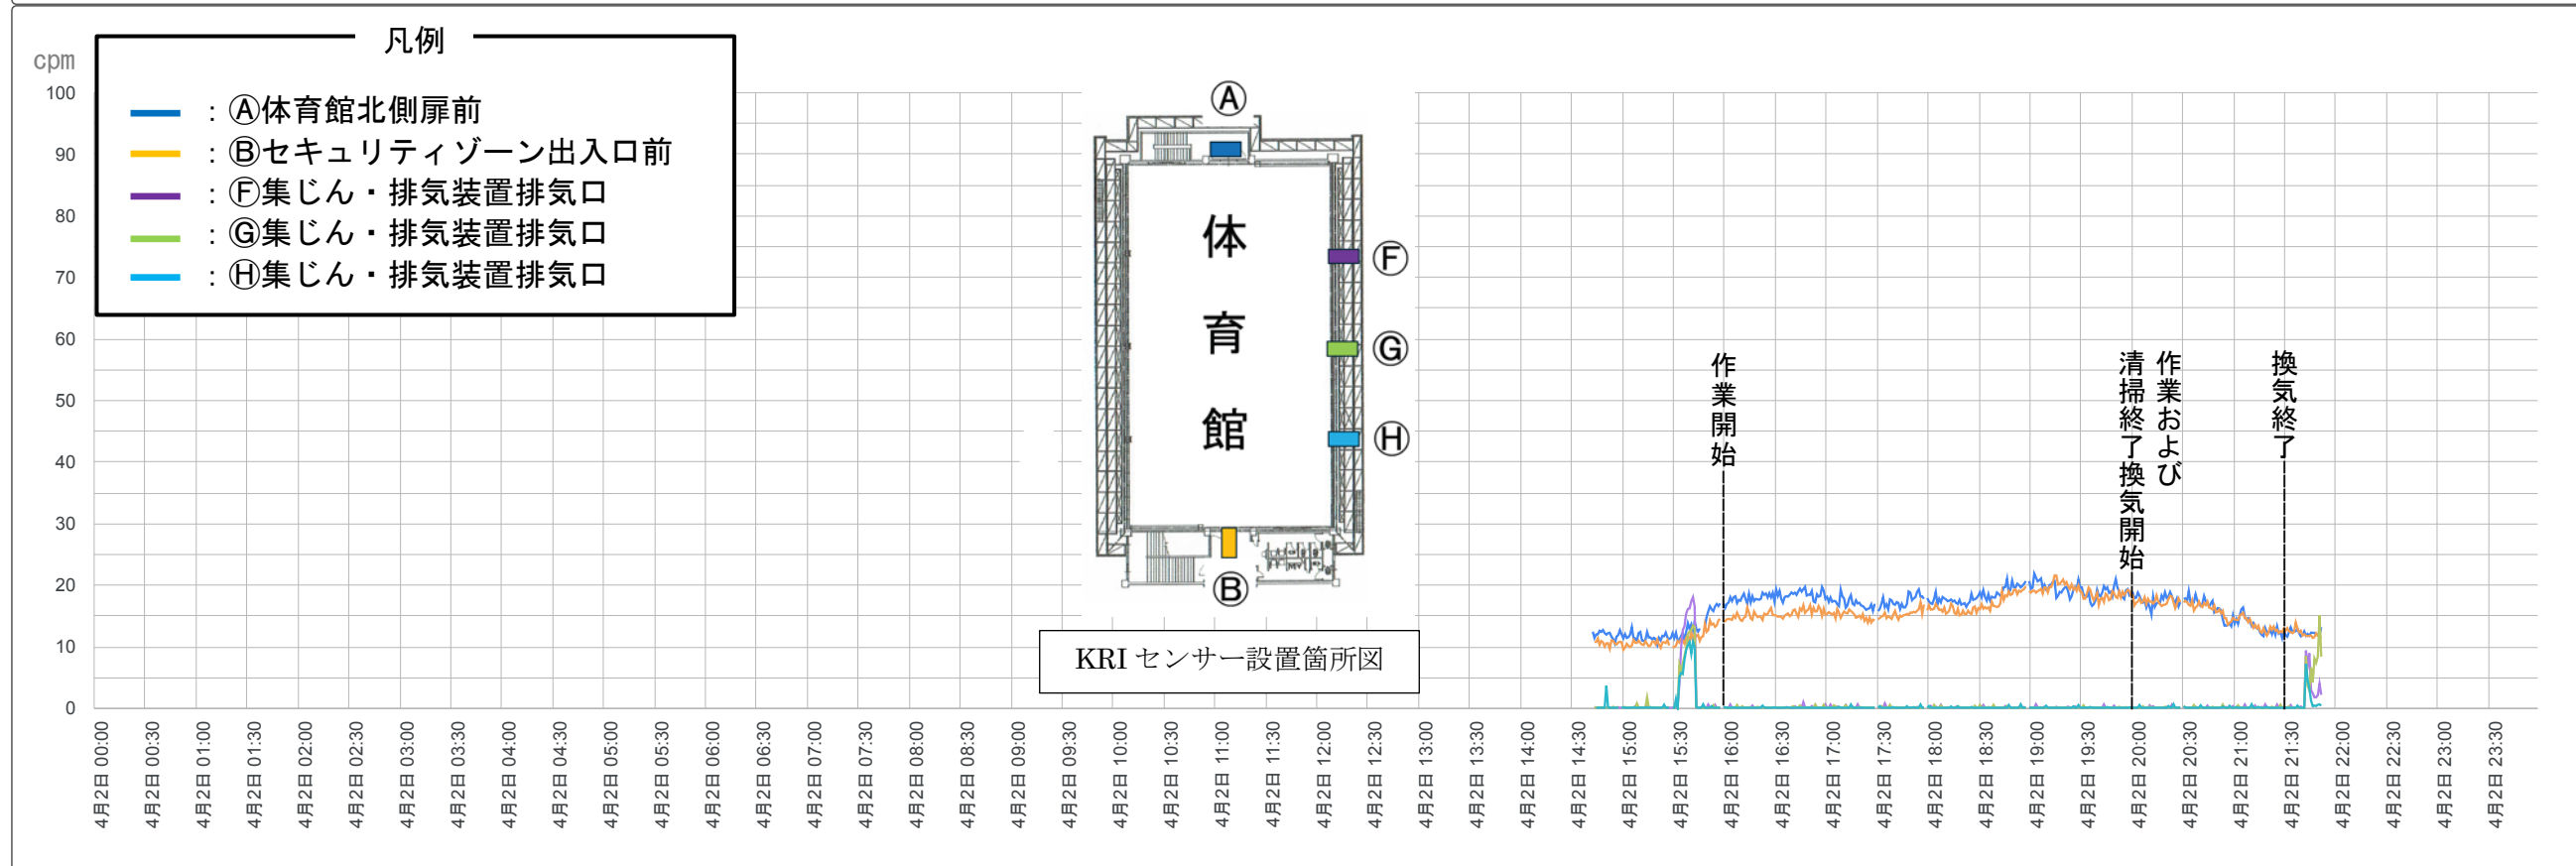 凡例
：Ⓐ体育館北側扉前
：Ⓑセキュリティゾーン出入口前
：Ⓕ集じん・排気装置排気口
：Ⓖ集じん・排気装置排気口
：Ⓗ集じん・排気装置排気口
cpm
100
90
80
70
60
50
40
30
20
10
0
Ⓐ
体育館
Ⓕ
Ⓖ
Ⓗ
Ⓑ
KRI センサー設置箇所図
作業開始
作業および
清掃終了換気開始
換気終了
4月2日 00:00
4月2日 00:30
4月2日 01:00
4月2日 01:30
4月2日 02:00
4月2日 02:30
4月2日 03:00
4月2日 03:30
4月2日 04:00
4月2日 04:30
4月2日 05:00
4月2日 05:30
4月2日 06:00
4月2日 06:30
4月2日 07:00
4月2日 07:30
4月2日 08:00
4月2日 08:30
4月2日 09:00
4月2日 09:30
4月2日 10:00
4月2日 10:30
4月2日 11:00
4月2日 11:30
4月2日 12:00
4月2日 12:30
4月2日 13:00
4月2日 13:30
4月2日 14:00
4月2日 14:30
4月2日 15:00
4月2日 15:30
4月2日 16:00
4月2日 16:30
4月2日 17:00
4月2日 17:30
4月2日 18:00
4月2日 18:30
4月2日 19:00
4月2日 19:30
4月2日 20:00
4月2日 20:30
4月2日 21:00
4月2日 21:30
4月2日 22:00
4月2日 22:30
4月2日 23:00
4月2日 23:30